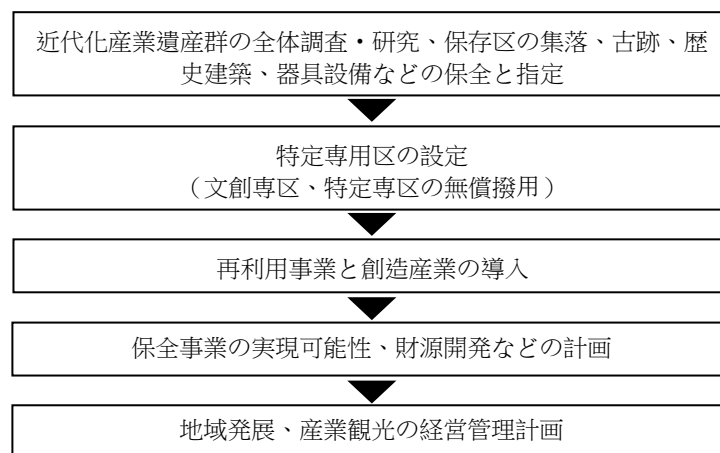 近代化産業遺産群の全体調査・研究、保存区の集落、古跡、歴
史建築、器具設備などの保全と指定
特定専用区の設定
（文創専区、特定専区の無償撥用）
再利用事業と創造産業の導入
保全事業の実現可能性、財源開発などの計画
地域発展、産業観光の経営管理計画